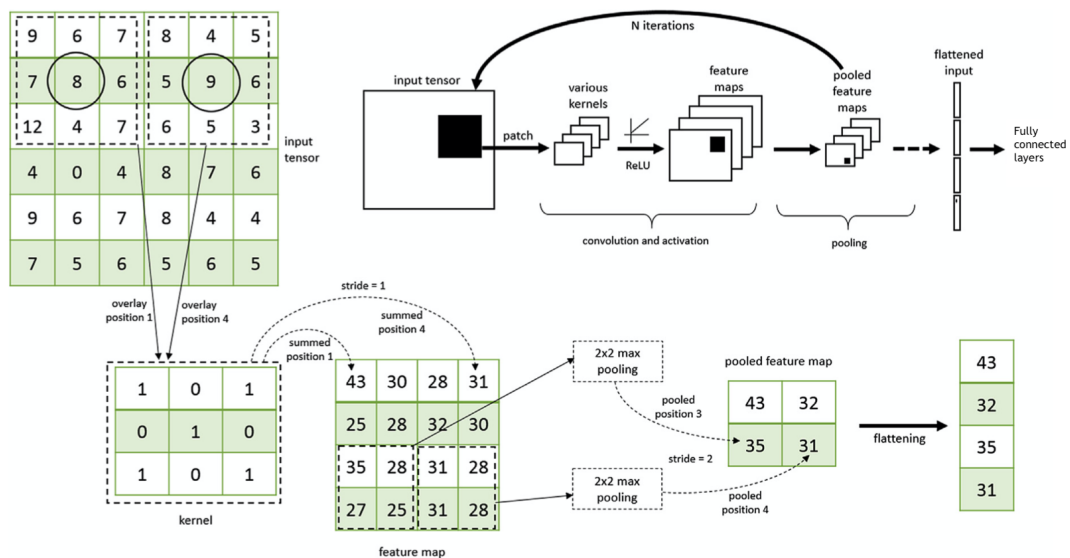 9 6 7 8 4 5
7 8 6 5 9 6
12 4 7 6 5 3
4 0 4 8 7 6
9 6 7 8 4 4
7 5 6 5 6 5
input
tensor
N iterations
input tensor
patch
various
kernels
ReLU
feature
maps
pooled
feature
maps
flattened
input
Fully
connected
layers
convolution and activation
pooling
overlay
position 1
overlay
position 4
stride = 1
summed
position 4
summed
position 1
1 0 1
0 1 0
1 0 1
kernel
43 30 28 31
25 28 32 30
35 28 31 28
27 25 31 28
feature map
2x2 max
pooling
pooled
position 3
stride = 2
2x2 max
pooling
pooled
position 4
pooled feature map
43 32
35 31
flattening
43
32
35
31